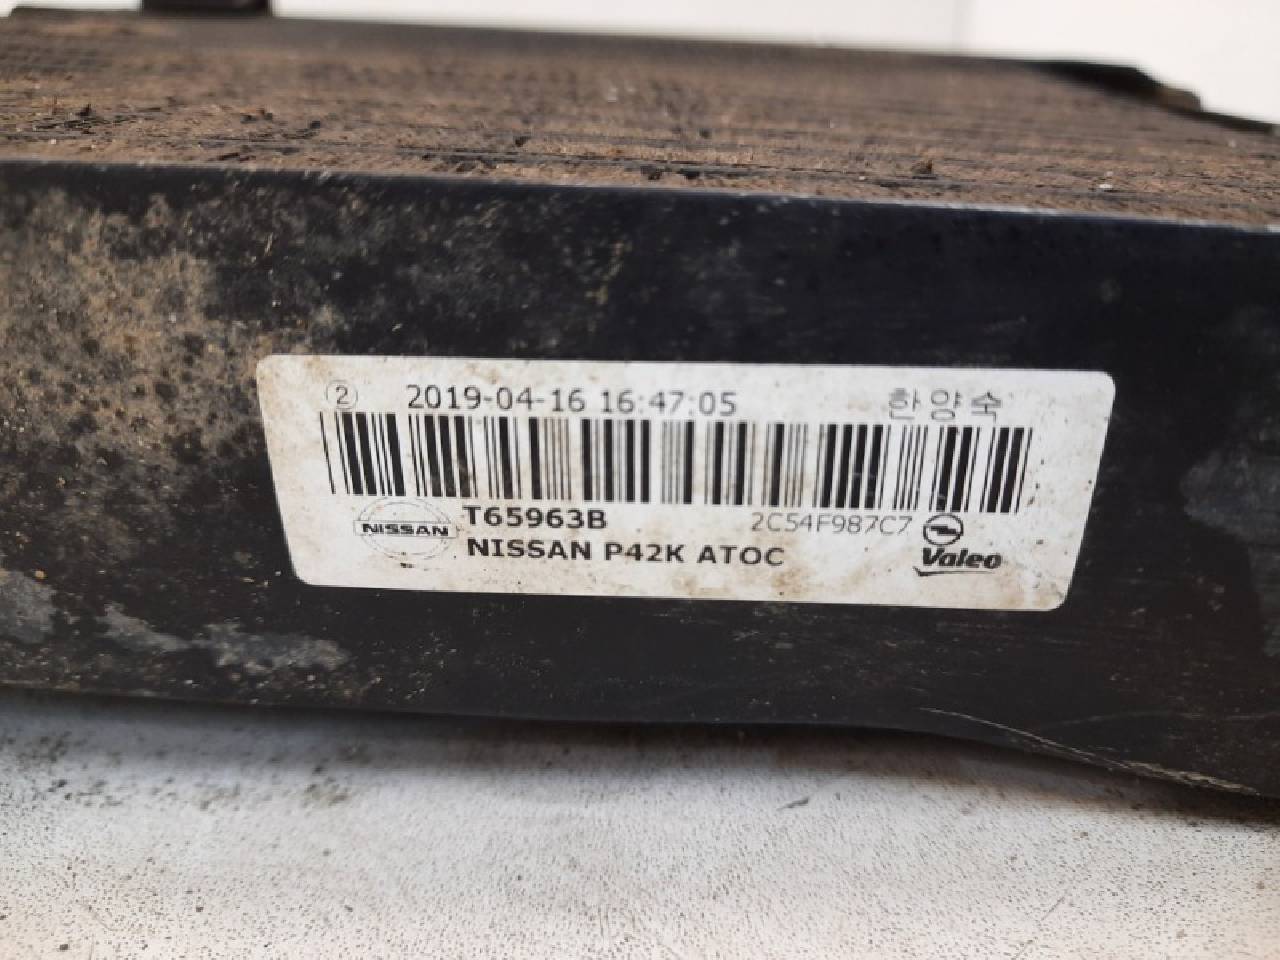 ② 2019-04-16 16:47:05 한양숙
T65963B 2C54F987C7
NISSAN
NISSAN P42K ATOC
Valeo